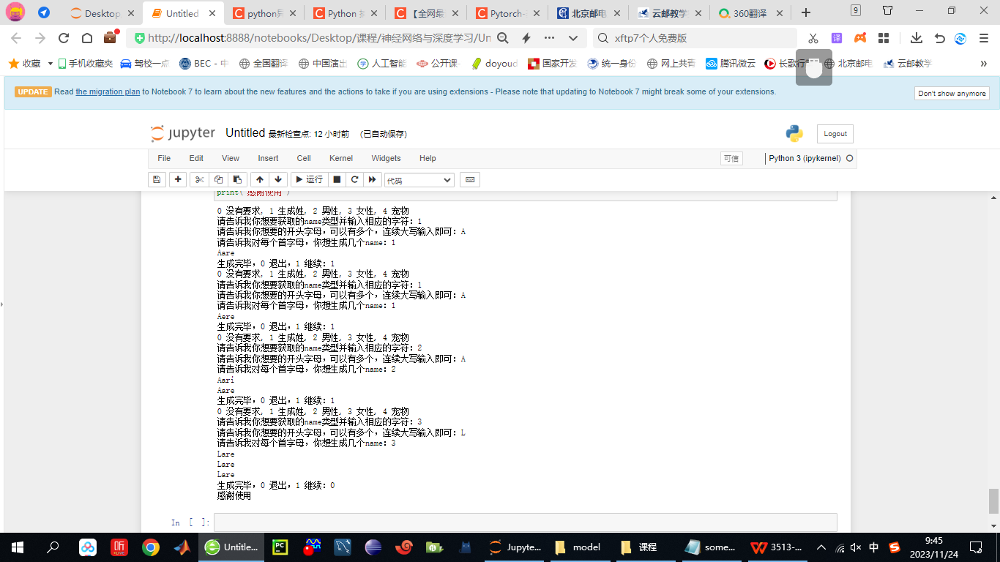 Desktop
Untitled
python异
Python 抽
【全网最
Pytorch-
北京邮电
云邮教学
360翻译
9
http://localhost:8888/notebooks/Desktop/课程/神经网络与深度学习/Un
xftp7个人免费版
译
收藏 手机收藏夹 驾校一点 BEC - 中 全国翻译 中国演出 人工智能 公开课- doyoud 国家开发 统一身份 网上共青 腾讯微云 长歌行 北京邮电 云邮教学 »
UPDATE Read the migration plan to Notebook 7 to learn about the new features and the actions to take if you are using extensions - Please note that updating to Notebook 7 might break some of your extensions.
Don't show anymore
jupyter Untitled 最新检查点: 12 小时前 (已自动保存)
Logout
File Edit View Insert Cell Kernel Widgets Help
可信 Python 3 (ipykernel)
运行 代码
print('感谢使用')
0 没有要求, 1 生成姓, 2 男性, 3 女性, 4 宠物
请告诉我你想要获取的name类型并输入相应的字符: 1
请告诉我你想要的开头字母, 可以有多个, 连续大写输入即可: A
请告诉我对每个首字母, 你想生成几个name: 1
Aare
生成完毕, 0 退出, 1 继续: 1
0 没有要求, 1 生成姓, 2 男性, 3 女性, 4 宠物
请告诉我你想要获取的name类型并输入相应的字符: 1
请告诉我你想要的开头字母, 可以有多个, 连续大写输入即可: A
请告诉我对每个首字母, 你想生成几个name: 1
Aere
生成完毕, 0 退出, 1 继续: 1
0 没有要求, 1 生成姓, 2 男性, 3 女性, 4 宠物
请告诉我你想要获取的name类型并输入相应的字符: 2
请告诉我你想要的开头字母, 可以有多个, 连续大写输入即可: A
请告诉我对每个首字母, 你想生成几个name: 2
Aari
Aare
生成完毕, 0 退出, 1 继续: 1
0 没有要求, 1 生成姓, 2 男性, 3 女性, 4 宠物
请告诉我你想要获取的name类型并输入相应的字符: 3
请告诉我你想要的开头字母, 可以有多个, 连续大写输入即可: L
请告诉我对每个首字母, 你想生成几个name: 3
Lare
Lare
Lare
生成完毕, 0 退出, 1 继续: 0
感谢使用
In [ ]:
Untitle...
Jupyte...
model
课程
some...
3513-...
中
9:45
2023/11/24